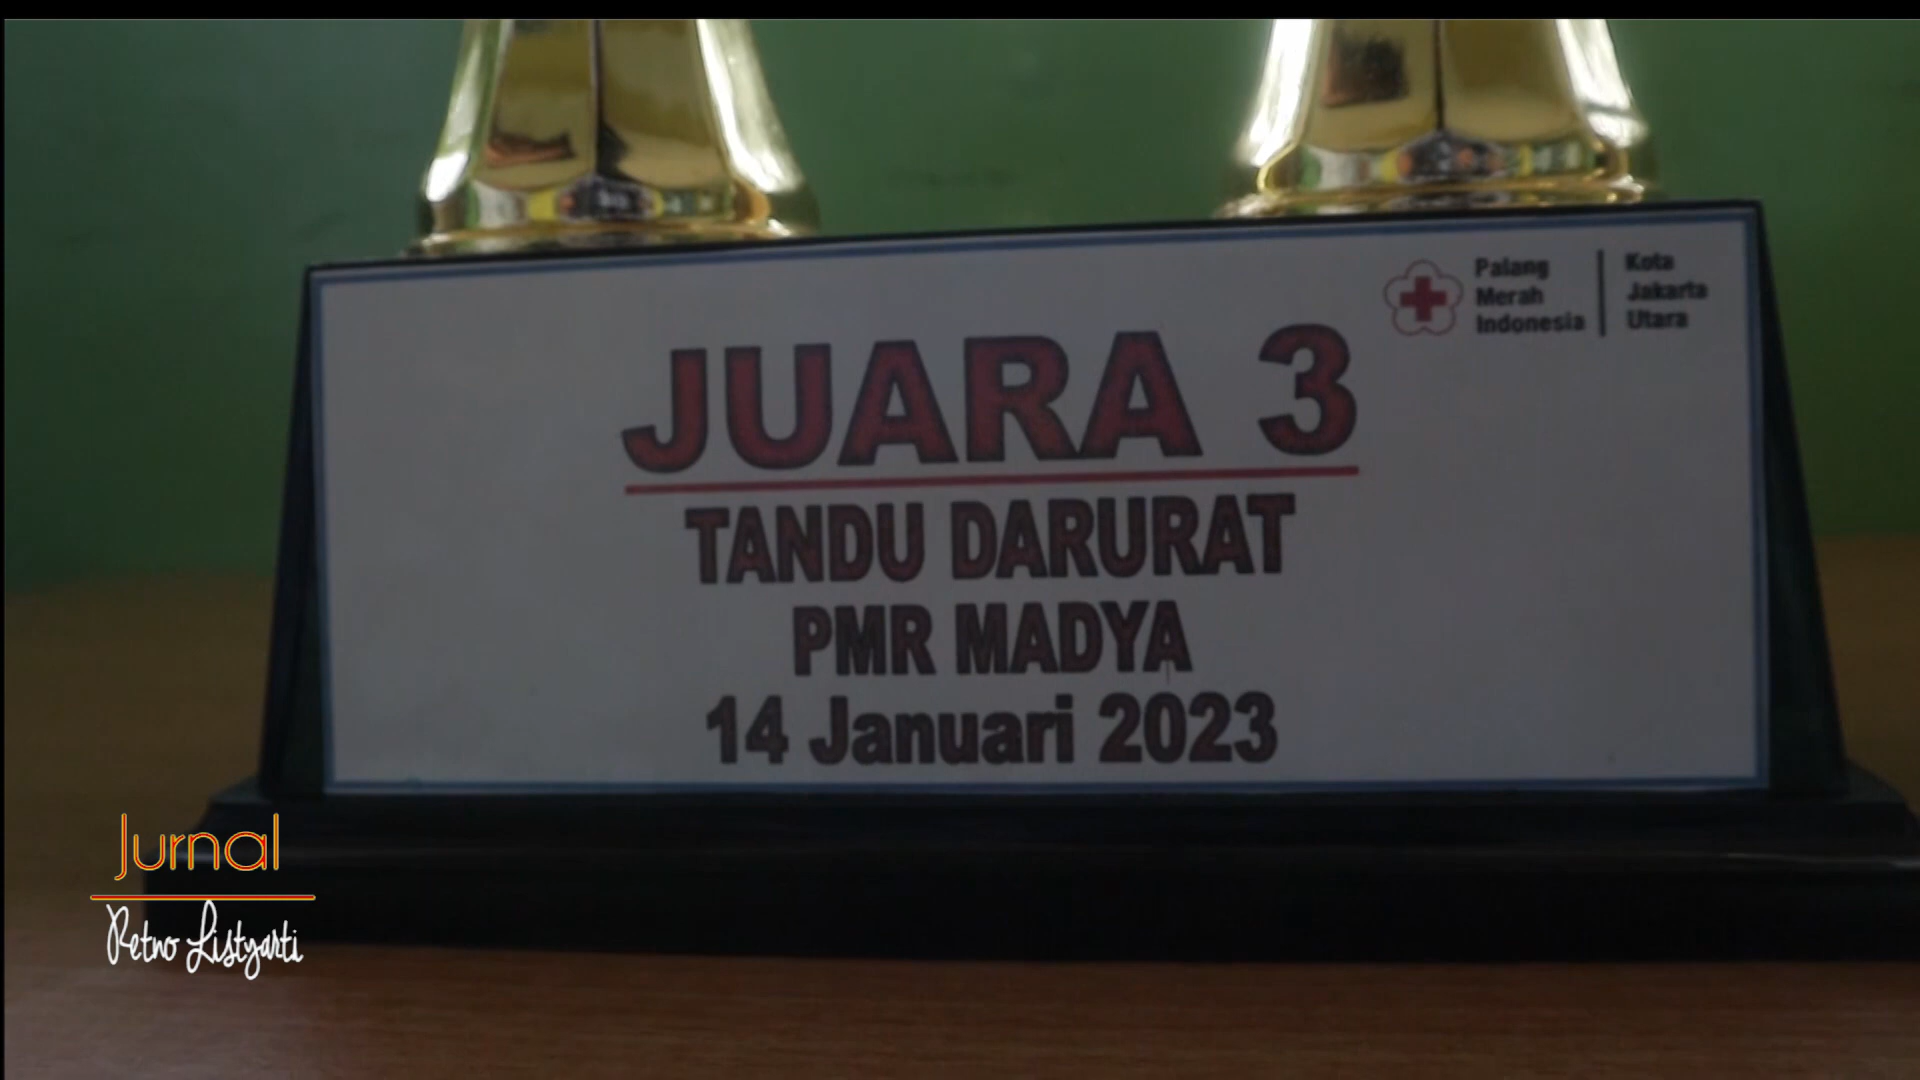 Palang
Merah
Indonesia
Kota
Jakarta
Utara
JUARA 3
TANDU DARURAT
PMR MADYA
14 Januari 2023
Jurnal
Retno Listyarti